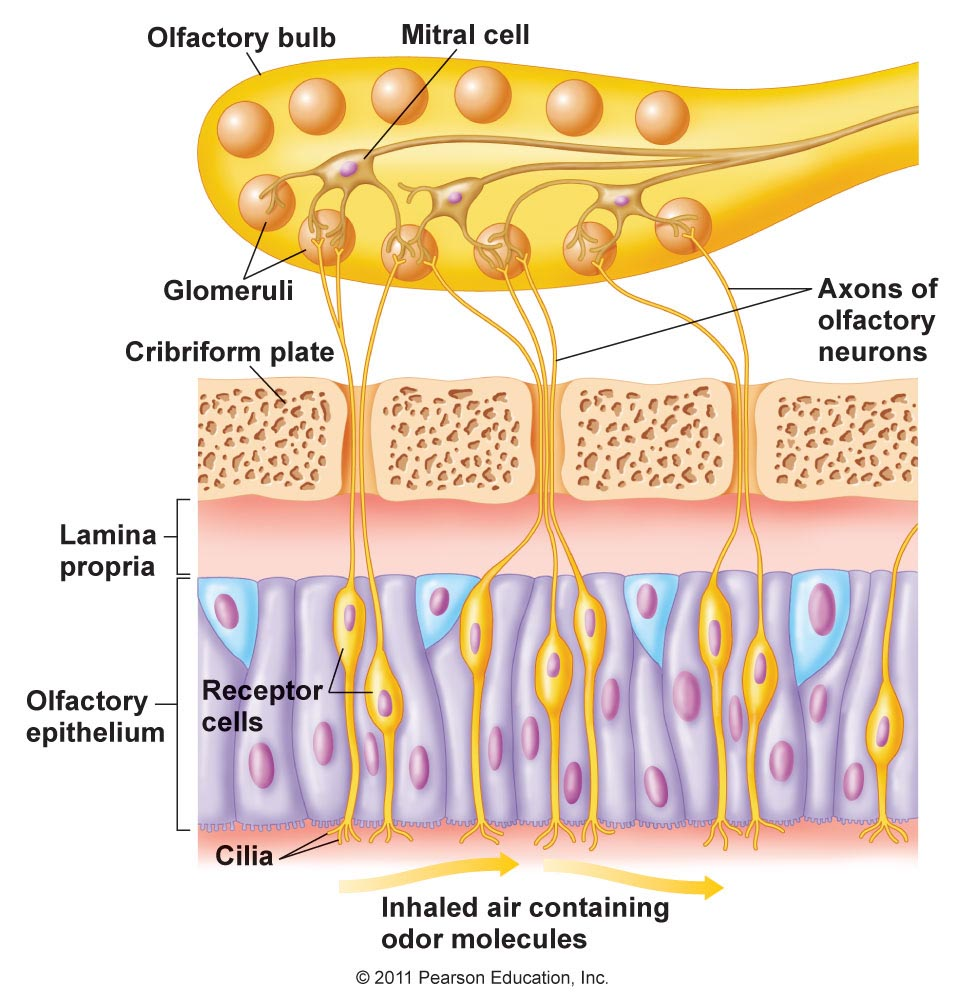 Olfactory bulb
Mitral cell
Glomeruli
Axons of
olfactory
neurons
Cribriform plate
Lamina
propria
Olfactory
epithelium
Receptor
cells
Cilia
Inhaled air containing
odor molecules
© 2011 Pearson Education, Inc.